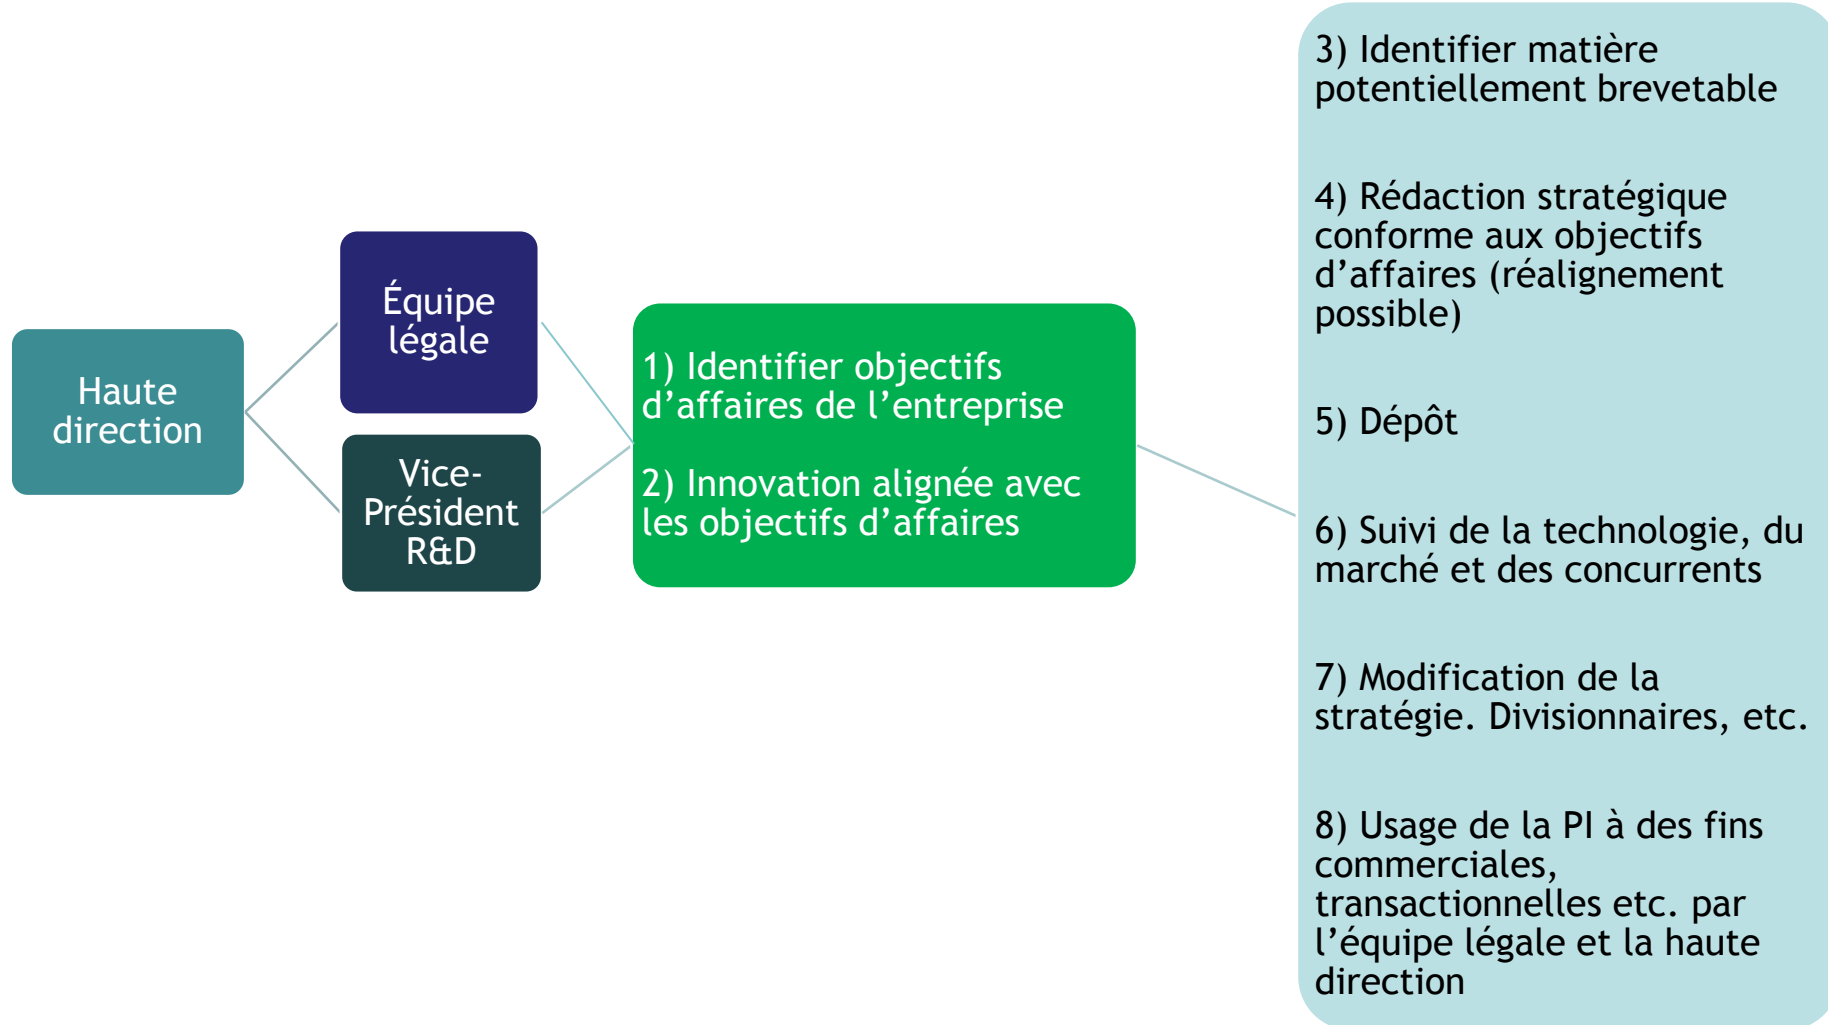 Haute
direction
Équipe
légale
Vice-
Président
R&D
1) Identifier objectifs
d’affaires de l’entreprise
2) Innovation alignée avec
les objectifs d’affaires
3) Identifier matière
potentiellement brevetable
4) Rédaction stratégique
conforme aux objectifs
d’affaires (réalignement
possible)
5) Dépôt
6) Suivi de la technologie, du
marché et des concurrents
7) Modification de la
stratégie. Divisionnaires, etc.
8) Usage de la PI à des fins
commerciales,
transactionnelles etc. par
l’équipe légale et la haute
direction